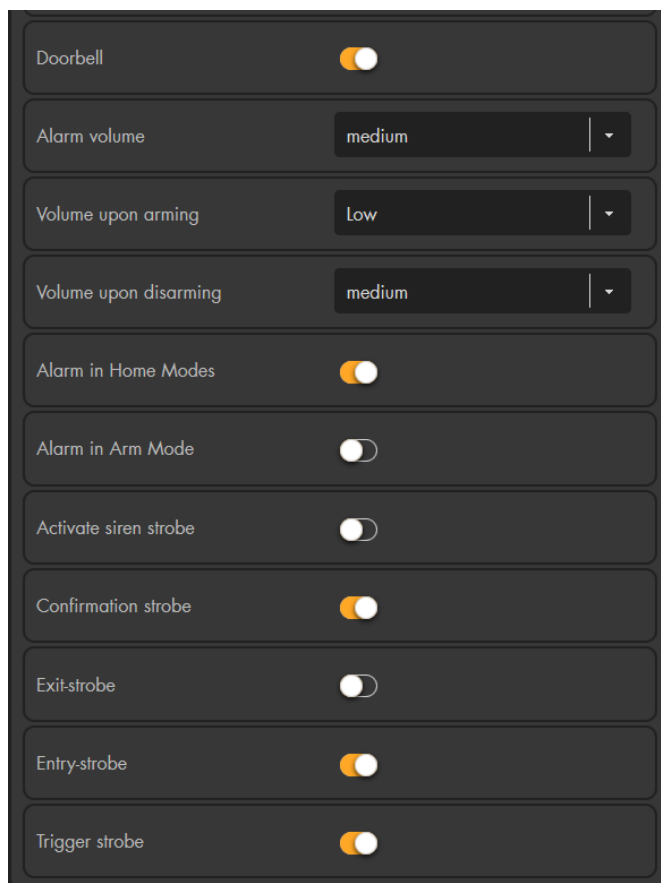 Doorbell
Alarm volume medium
Volume upon arming Low
Volume upon disarming medium
Alarm in Home Modes
Alarm in Arm Mode
Activate siren strobe
Confirmation strobe
Exit-strobe
Entry-strobe
Trigger strobe